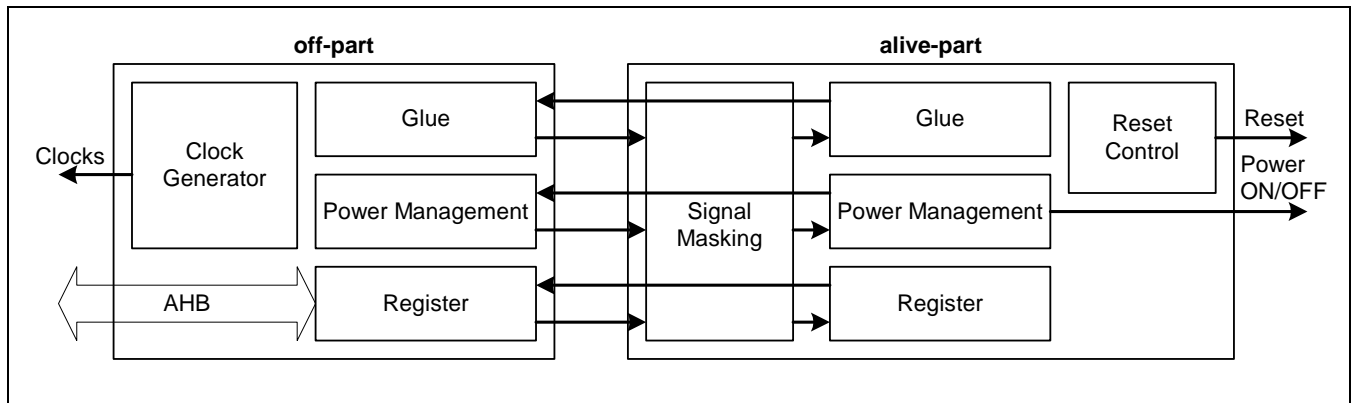 off-part
alive-part
Clocks
Clock
Generator
Glue
Power Management
AHB
Register
Signal
Masking
Glue
Power Management
Register
Reset
Control
Reset
Power
ON/OFF